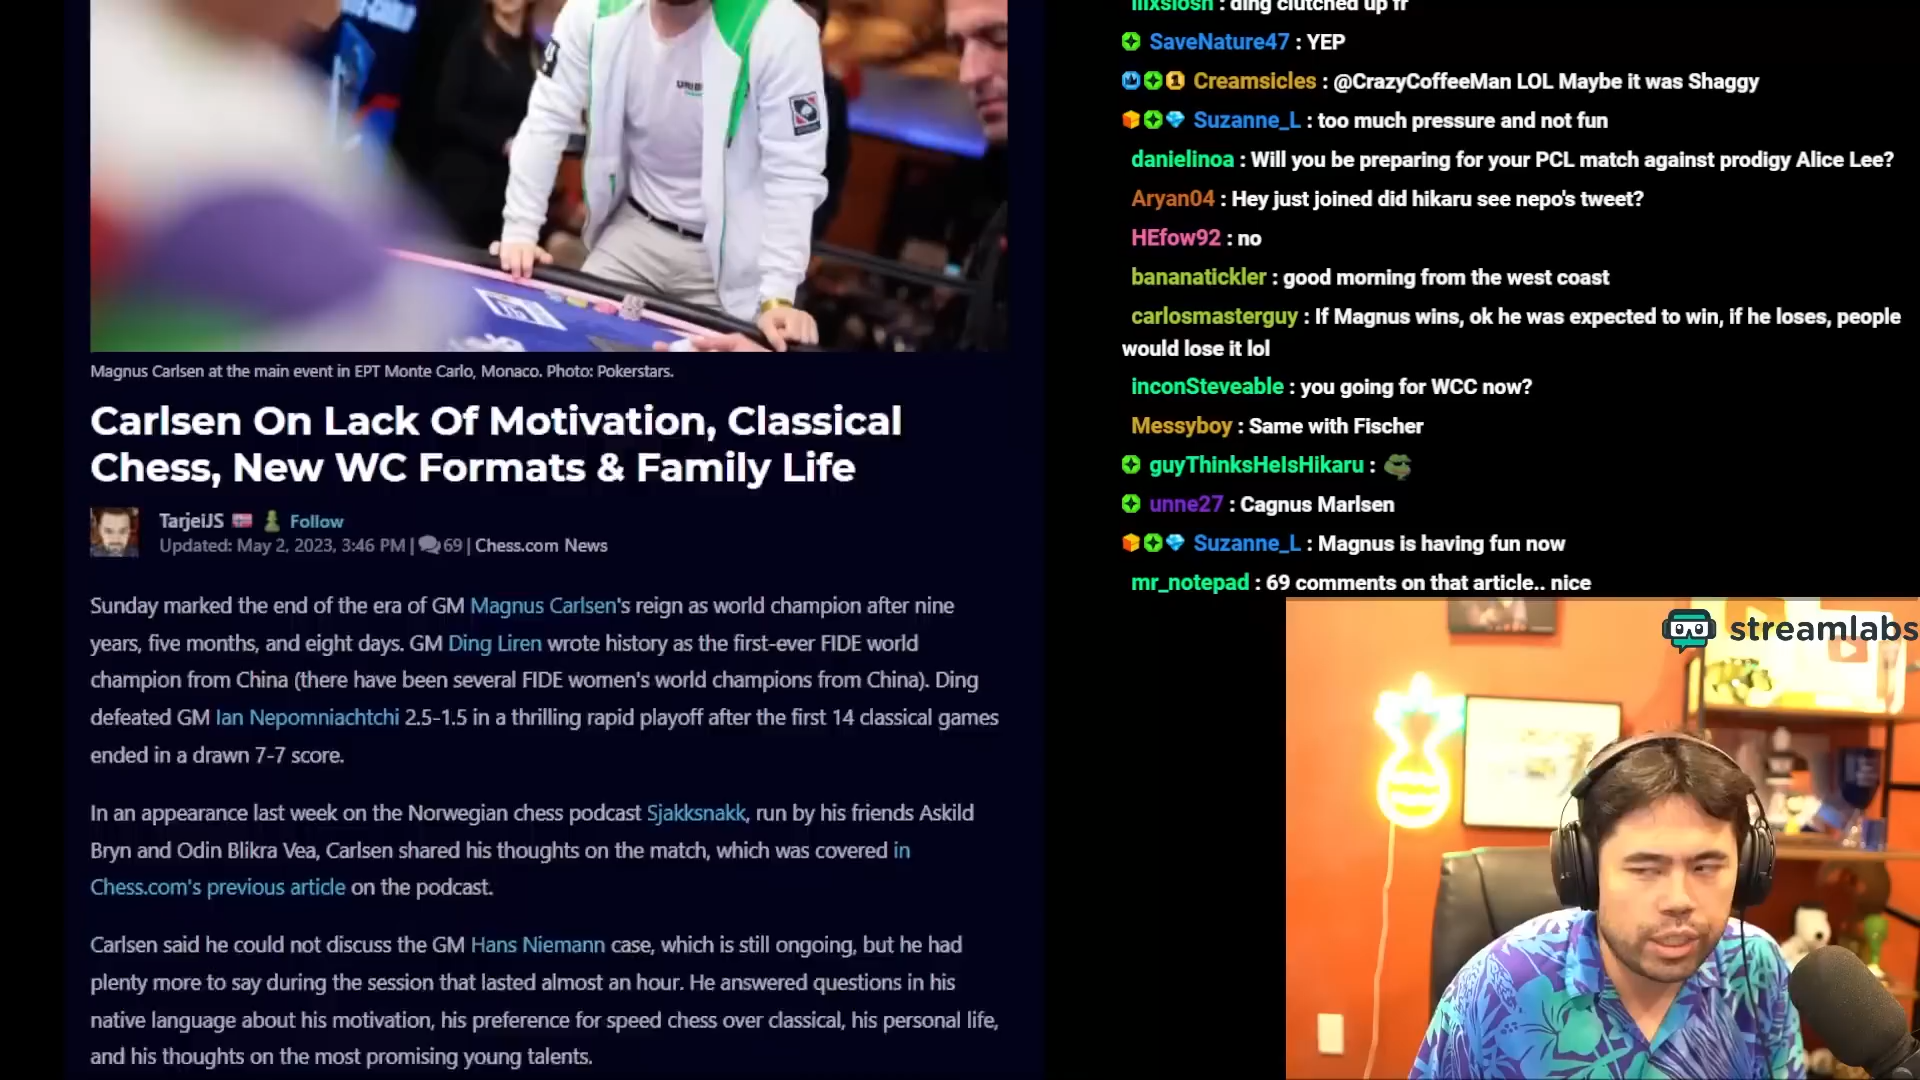 lllxslosh : ding clutched up fr
SaveNature47 : YEP
Creamsicles : @CrazyCoffeeMan LOL Maybe it was Shaggy
Suzanne_L : too much pressure and not fun
danielinoa : Will you be preparing for your PCL match against prodigy Alice Lee?
Aryan04 : Hey just joined did hikaru see nepo's tweet?
HEfow92 : no
bananatickler : good morning from the west coast
carlosmasterguy : If Magnus wins, ok he was expected to win, if he loses, people
would lose it lol
inconSteveable : you going for WCC now?
Messyboy : Same with Fischer
guyThinksHeIsHikaru :
unne27 : Cagnus Marlsen
Suzanne_L : Magnus is having fun now
mr_notepad : 69 comments on that article.. nice
streamlabs
Magnus Carlsen at the main event in EPT Monte Carlo, Monaco. Photo: Pokerstars.
Carlsen On Lack Of Motivation, Classical
Chess, New WC Formats & Family Life
TarjeiJS Follow
Updated: May 2, 2023, 3:46 PM | 69 | Chess.com News
Sunday marked the end of the era of GM Magnus Carlsen's reign as world champion after nine
years, five months, and eight days. GM Ding Liren wrote history as the first-ever FIDE world
champion from China (there have been several FIDE women's world champions from China). Ding
defeated GM Ian Nepomniachtchi 2.5-1.5 in a thrilling rapid playoff after the first 14 classical games
ended in a drawn 7-7 score.
In an appearance last week on the Norwegian chess podcast Sjakksnakk, run by his friends Askild
Bryn and Odin Blikra Vea, Carlsen shared his thoughts on the match, which was covered in
Chess.com's previous article on the podcast.
Carlsen said he could not discuss the GM Hans Niemann case, which is still ongoing, but he had
plenty more to say during the session that lasted almost an hour. He answered questions in his
native language about his motivation, his preference for speed chess over classical, his personal life,
and his thoughts on the most promising young talents.